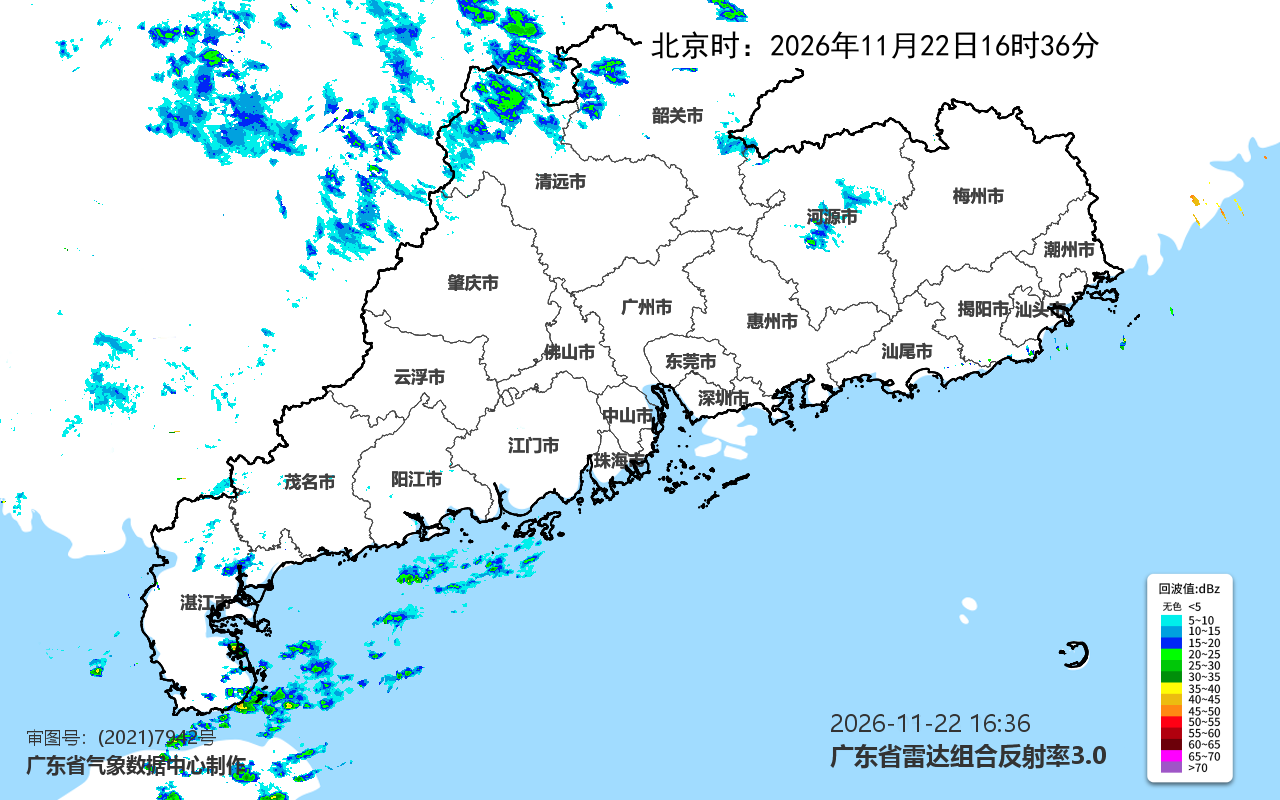 北京时：2026年11月22日16时36分
韶关市
清远市
梅州市
河源市
潮州市
肇庆市
广州市
揭阳市
汕头市
惠州市
佛山市
汕尾市
东莞市
云浮市
深圳市
中山市
江门市
珠海市
阳江市
茂名市
湛江市
回波值:dBz
无色 <5
5~10
10~15
15~20
20~25
25~30
30~35
35~40
40~45
45~50
50~55
55~60
60~65
65~70
>70
2026-11-22 16:36
广东省雷达组合反射率3.0
审图号：(2021)7942号
广东省气象数据中心制作